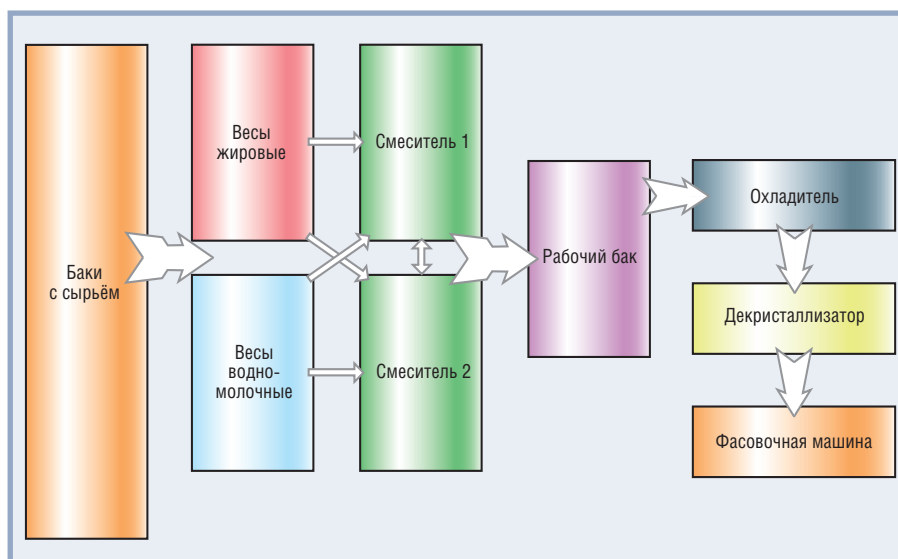 Баки
с сырьём
Весы
жировые
Весы
водно-
молочные
Смеситель 1
Смеситель 2
Рабочий бак
Охладитель
Декристаллизатор
Фасовочная машина